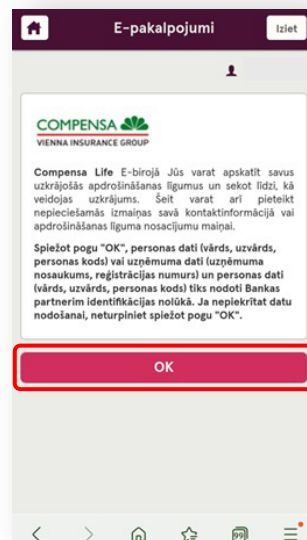 E-pakalpojumi
Iziet
COMPENSA
VIENNA INSURANCE GROUP
Compensa Life E-birojā Jūs varat apskatīt savus
uzkrājošās apdrošināšanas līgumus un sekot līdzi, kā
veidojas uzkrājums. Šeit varat arī pieteikt
nepieciešamās izmaiņas savā kontaktinformācijā vai
apdrošināšanas līguma nosacījumu maiņai.
Spiežot pogu "OK", personas dati (vārds, uzvārds,
personas kods) vai uzņēmuma dati (uzņēmuma
nosaukums, reģistrācijas numurs) un personas dati
(vārds, uzvārds, personas kods) tiks nodoti Bankas
partnerim identifikācijas nolūkā. Ja nepiekrītat datu
nodošanai, neturpiniet spiežot pogu "OK".
OK
99